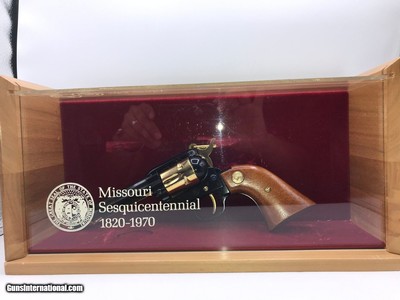 Missouri
Sesquicentennial
1820-1970
GunsInternational.com